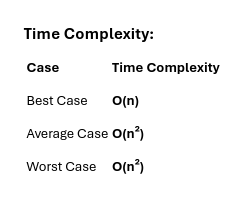 Time Complexity:
Case Time Complexity
Best Case O(n)
Average Case O(n²)
Worst Case O(n²)